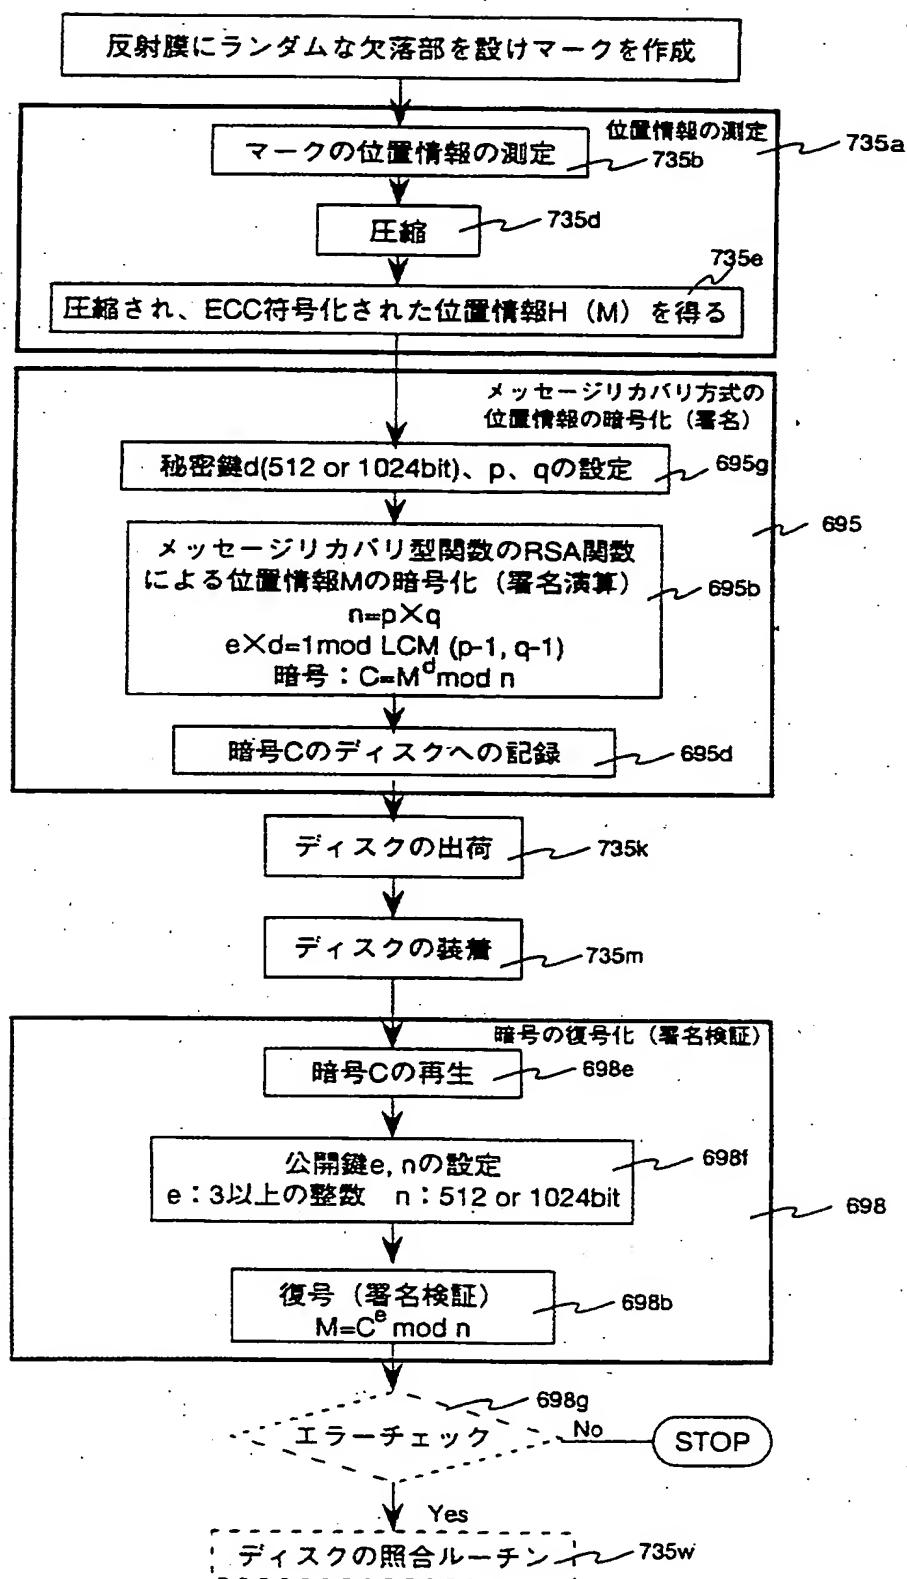 反射膜にランダムな欠落部を設けマークを作成
位置情報の測定
735a
マークの位置情報の測定
735b
圧縮
735d
735e
圧縮され、ECC符号化された位置情報H（M）を得る
メッセージリカバリ方式の
位置情報の暗号化（署名）
秘密鍵d(512 or 1024bit)、p、qの設定
695g
695
メッセージリカバリ型関数のRSA関数
による位置情報Mの暗号化（署名演算）
n=p×q
e×d=1mod LCM (p-1, q-1)
暗号：C=M^d mod n
695b
暗号Cのディスクへの記録
695d
ディスクの出荷
735k
ディスクの装着
735m
暗号の復号化（署名検証）
暗号Cの再生
698e
公開鍵e, nの設定
e：3以上の整数　n：512 or 1024bit
698f
698
復号（署名検証）
M=C^e mod n
698b
698g
エラーチェック
No
STOP
Yes
ディスクの照合ルーチン
735w